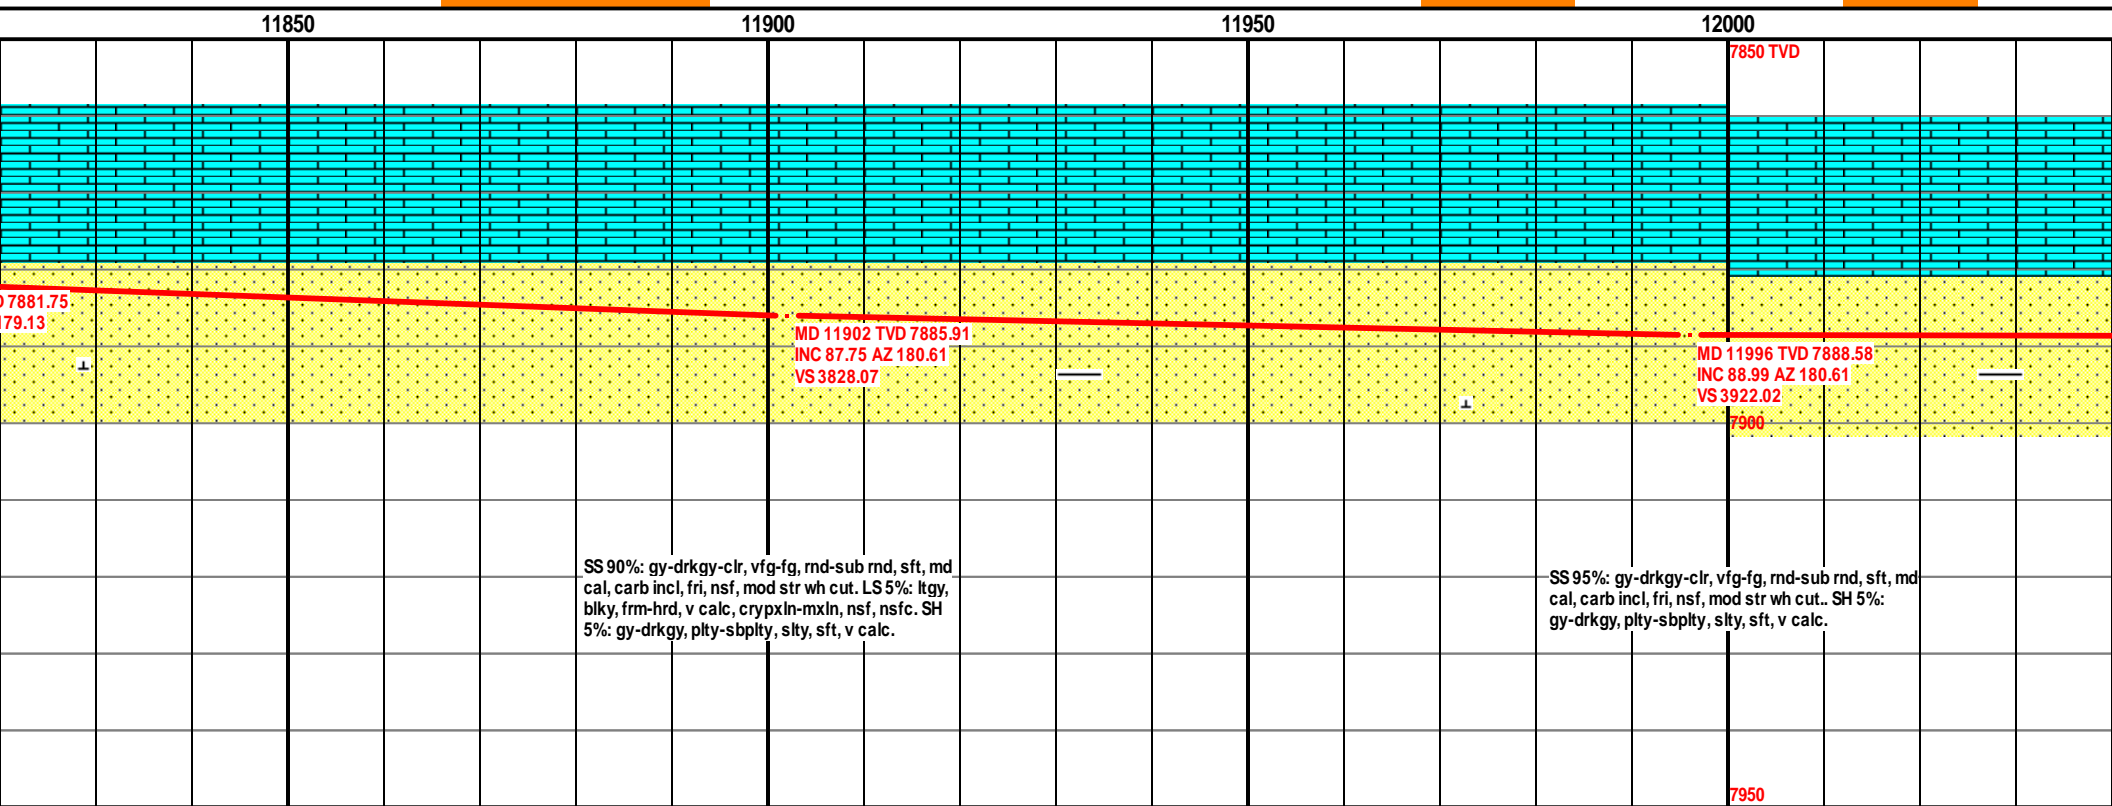 11850
11900
11950
12000
7850 TVD
D 7881.75
179.13
MD 11902 TVD 7885.91
INC 87.75 AZ 180.61
VS 3828.07
MD 11996 TVD 7888.58
INC 88.99 AZ 180.61
VS 3922.02
7900
SS 90%: gy-drkgy-clr, vfg-fg, rnd-sub rnd, sft, md
cal, carb incl, fri, nsf, mod str wh cut. LS 5%: ltgy,
blky, frm-hrd, v calc, crypxln-mxln, nsf, nsfc. SH
5%: gy-drkgy, plty-sbplty, slty, sft, v calc.
SS 95%: gy-drkgy-clr, vfg-fg, rnd-sub rnd, sft, md
cal, carb incl, fri, nsf, mod str wh cut.. SH 5%:
gy-drkgy, plty-sbplty, slty, sft, v calc.
7950